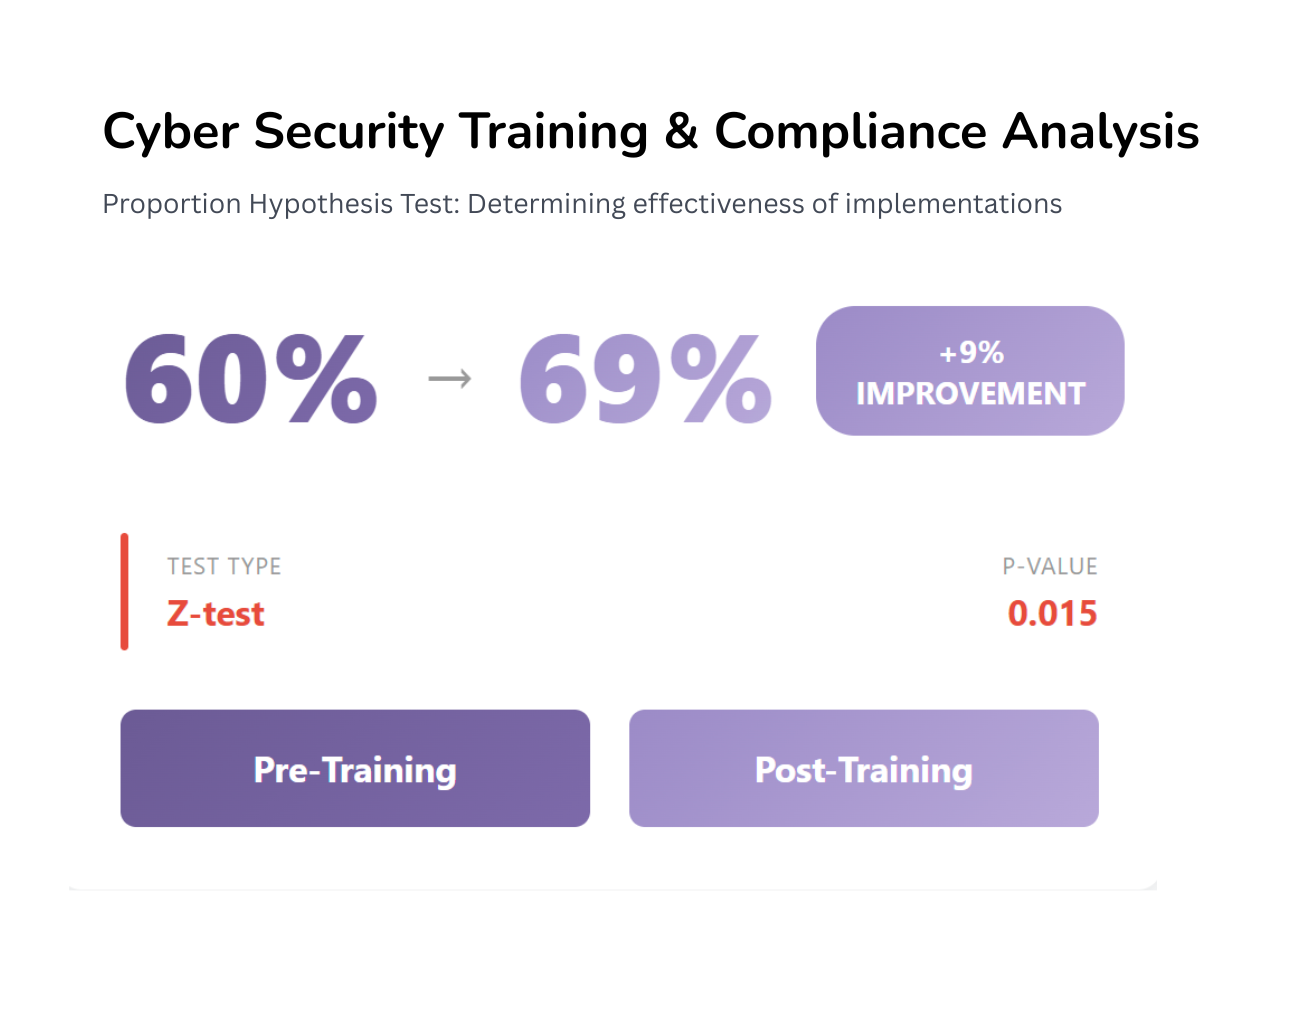 Cyber Security Training & Compliance Analysis
Proportion Hypothesis Test: Determining effectiveness of implementations
60% → 69%
+9%
IMPROVEMENT
TEST TYPE
Z-test
P-VALUE
0.015
Pre-Training
Post-Training